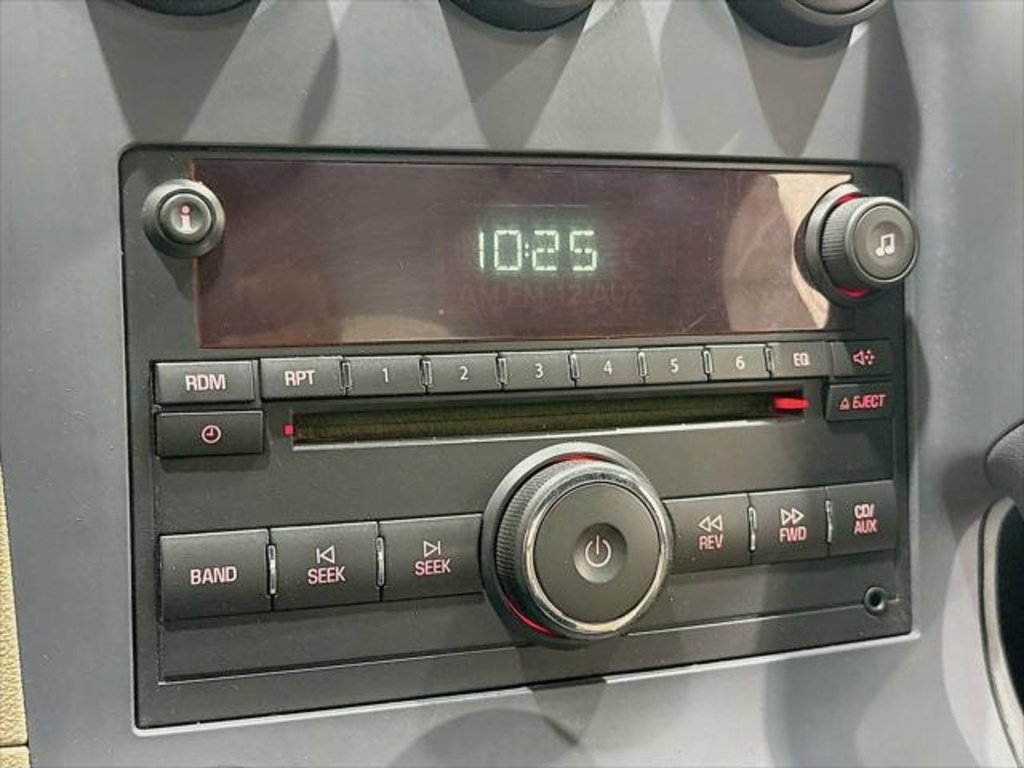 i
10:25
AM FM 1 2 AUX
RDM RPT 1 2 3 4 5 6 EQ
EJECT
BAND SEEK SEEK REV FWD CD/
AUX